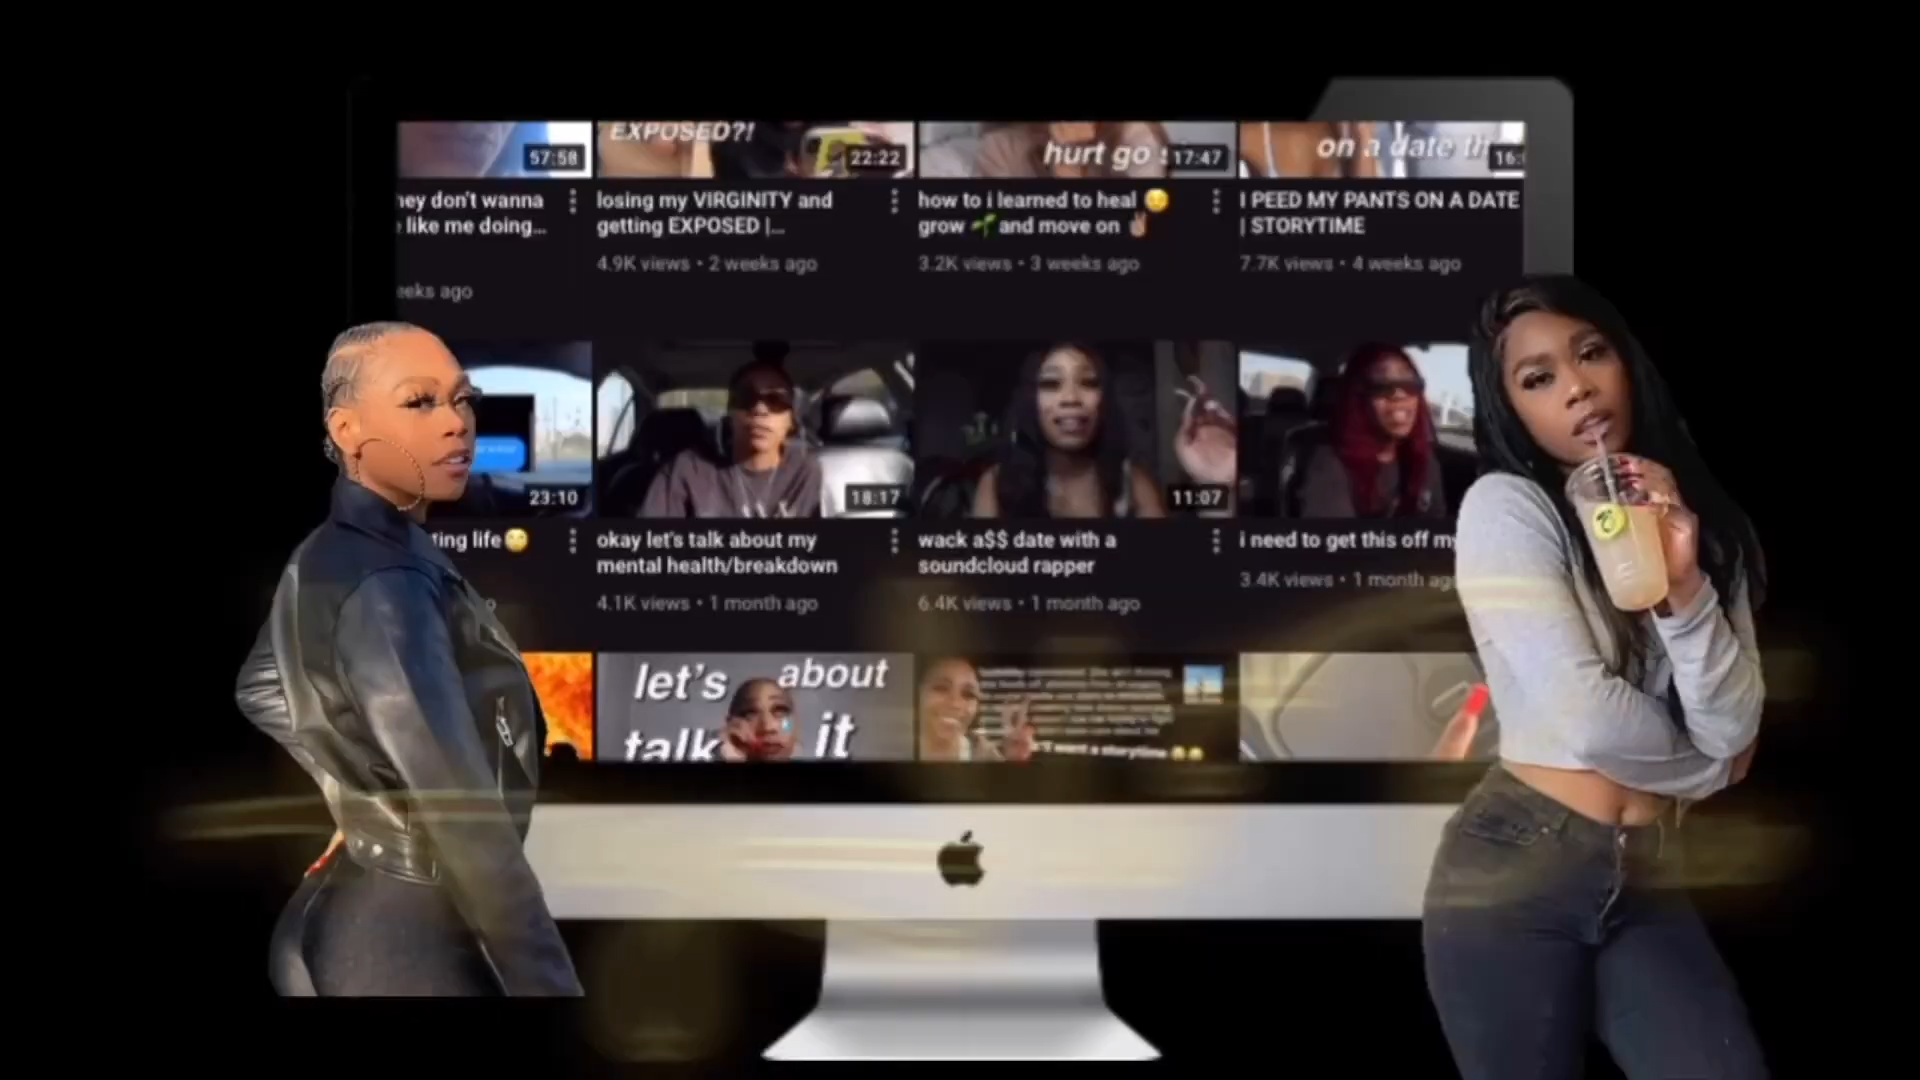 EXPOSED?!
hurt go
on a date
57:58
22:22
17:47
16:
hey don't wanna
like me doing...
losing my VIRGINITY and
getting EXPOSED |...
how to i learned to heal 😔
grow 🌱 and move on ✌🏽
I PEED MY PANTS ON A DATE
| STORYTIME
4.9K views • 2 weeks ago
3.2K views • 3 weeks ago
7.7K views • 4 weeks ago
eeks ago
23:10
18:17
11:07
ting life😬
okay let's talk about my
mental health/breakdown
wack a$$ date with a
soundcloud rapper
i need to get this off my
3.4K views • 1 month ago
4.1K views • 1 month ago
6.4K views • 1 month ago
let's about
talk it
want a storytime